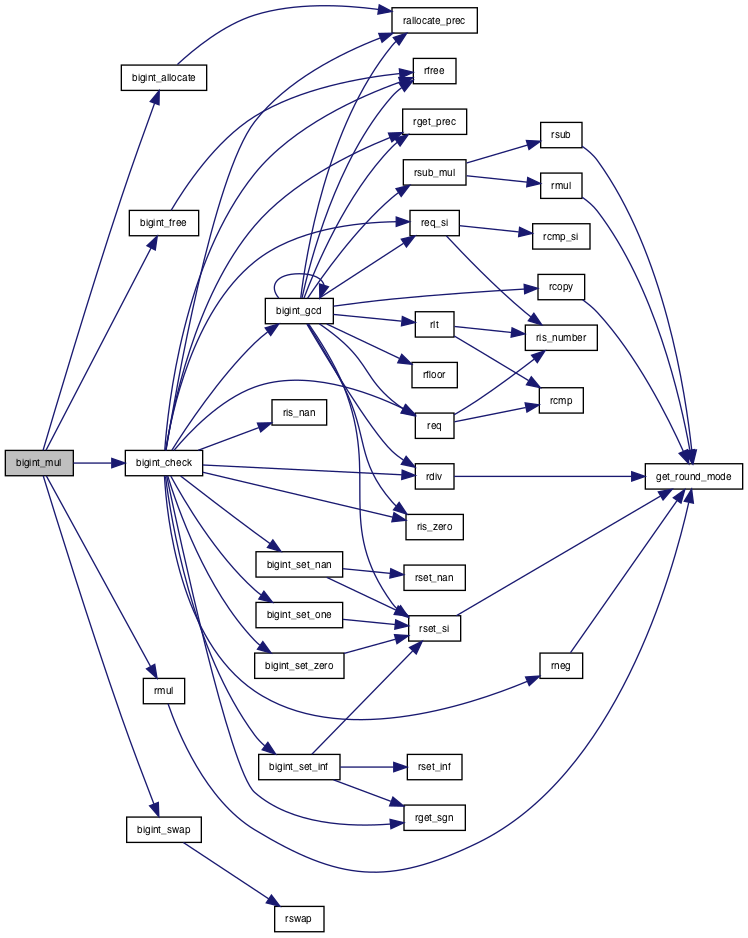 rallocate_prec
bigint_allocate
rfree
rget_prec
rsub
rsub_mul
rmul
bigint_free
req_si
rcmp_si
rcopy
bigint_gcd
rlt
ris_number
rfloor
rcmp
ris_nan
req
bigint_mul
bigint_check
rdiv
get_round_mode
ris_zero
bigint_set_nan
rset_nan
bigint_set_one
rset_si
bigint_set_zero
rneg
rmul
bigint_set_inf
rset_inf
rget_sgn
bigint_swap
rswap